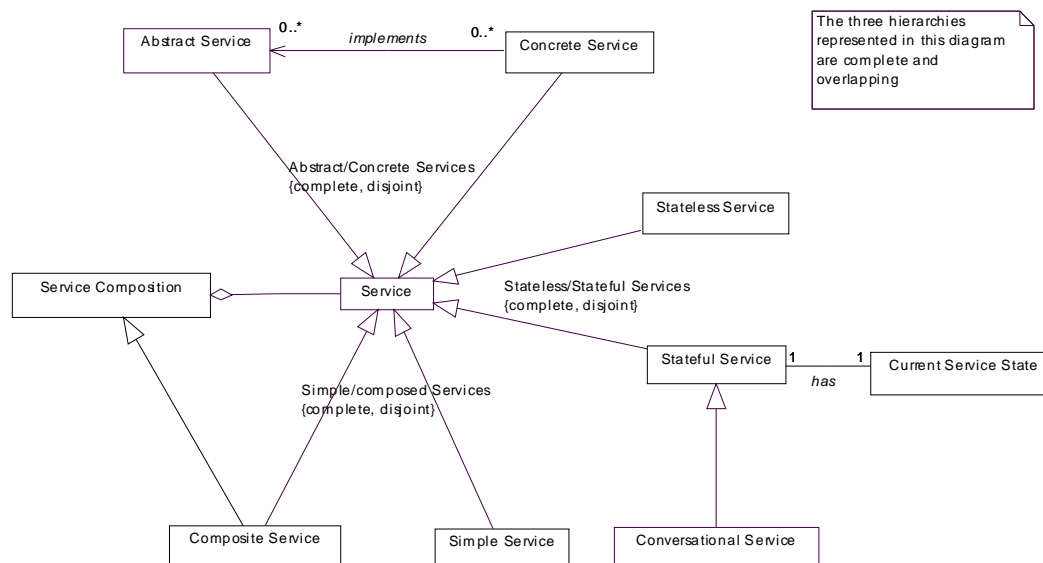 0..*
implements
0..*
Abstract Service
Concrete Service
The three hierarchies
represented in this diagram
are complete and
overlapping
Abstract/Concrete Services
{complete, disjoint}
Stateless Service
Service Composition
Service
Stateless/Stateful Services
{complete, disjoint}
Stateful Service
1
1
has
Current Service State
Simple/composed Services
{complete, disjoint}
Composite Service
Simple Service
Conversational Service